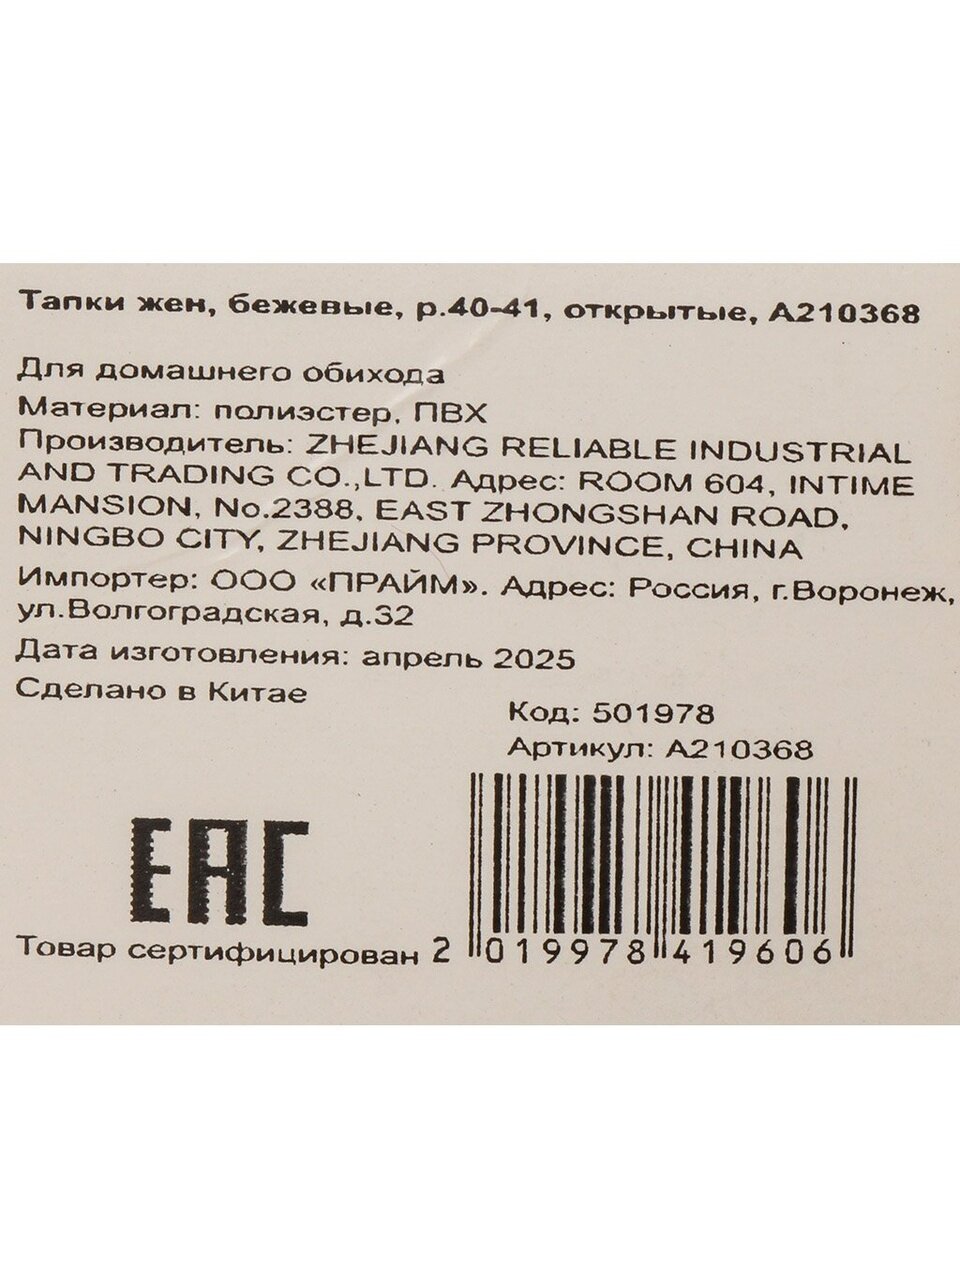 Тапки жен, бежевые, р.40-41, открытые, А210368
Для домашнего обихода
Материал: полиэстер, ПВХ
Производитель: ZHEJIANG RELIABLE INDUSTRIAL
AND TRADING CO.,LTD. Адрес: ROOM 604, INTIME
MANSION, No.2388, EAST ZHONGSHAN ROAD,
NINGBO CITY, ZHEJIANG PROVINCE, CHINA
Импортер: ООО «ПРАЙМ». Адрес: Россия, г.Воронеж,
ул.Волгоградская, д.32
Дата изготовления: апрель 2025
Сделано в Китае
Код: 501978
Артикул: А210368
EAC
Товар сертифицирован
2 019978 419606